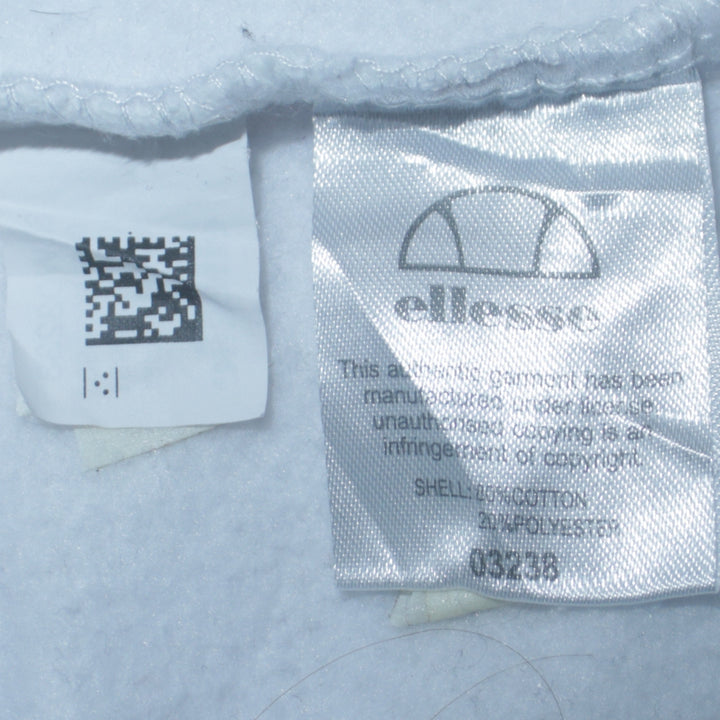 ellesse
This authentic garment has been
manufactured under license
unauthorised copying is an
infringement of copyright.
SHELL: 80%COTTON
20%POLYESTER
03238